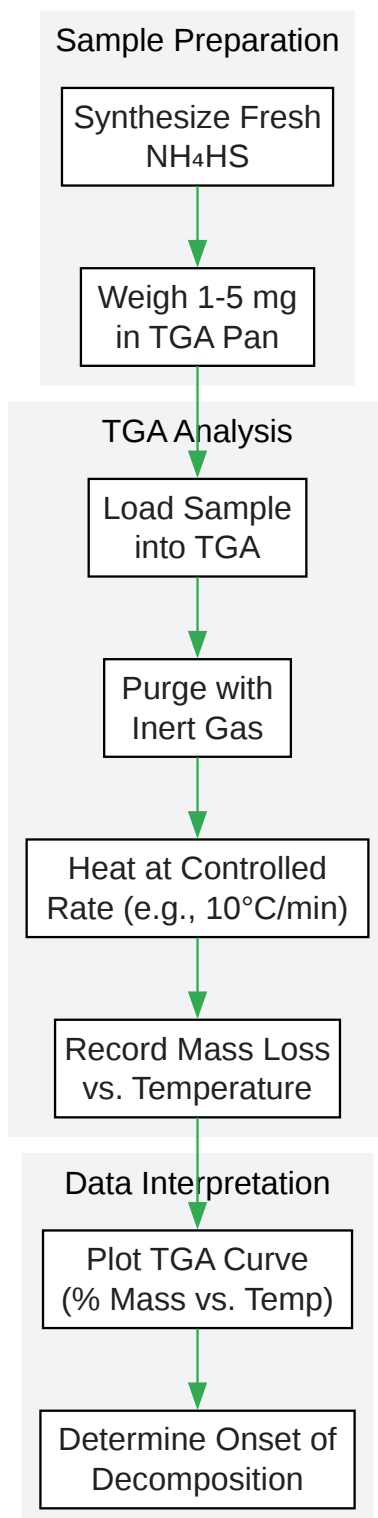 Sample Preparation
Synthesize Fresh
NH₄HS
Weigh 1-5 mg
in TGA Pan
TGA Analysis
Load Sample
into TGA
Purge with
Inert Gas
Heat at Controlled
Rate (e.g., 10°C/min)
Record Mass Loss
vs. Temperature
Data Interpretation
Plot TGA Curve
(% Mass vs. Temp)
Determine Onset of
Decomposition